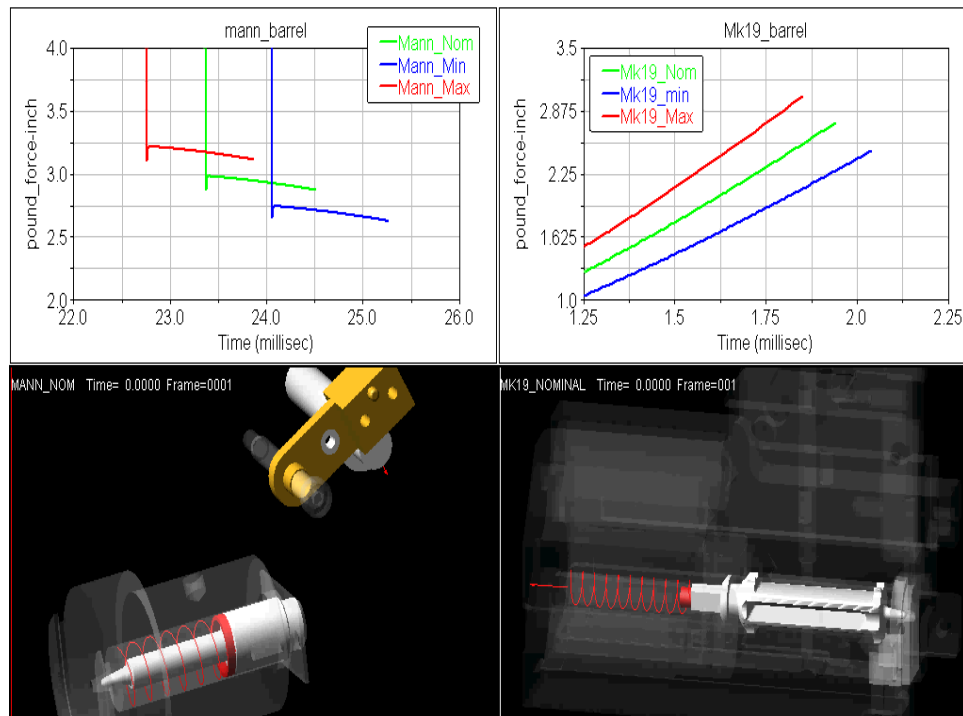 mann_barrel
4.0
Mann_Nom
Mann_Min
Mann_Max
3.5
3.0
2.5
2.0
pound_force-inch
22.0 23.0 24.0 25.0 26.0
Time (millisec)
Mk19_barrel
3.5
Mk19_Nom
Mk19_min
Mk19_Max
2.875
2.25
1.625
1.0
pound_force-inch
1.25 1.5 1.75 2.0 2.25
Time (millisec)
MANN_NOM Time= 0.0000 Frame=0001
MK19_NOMINAL Time= 0.0000 Frame=001